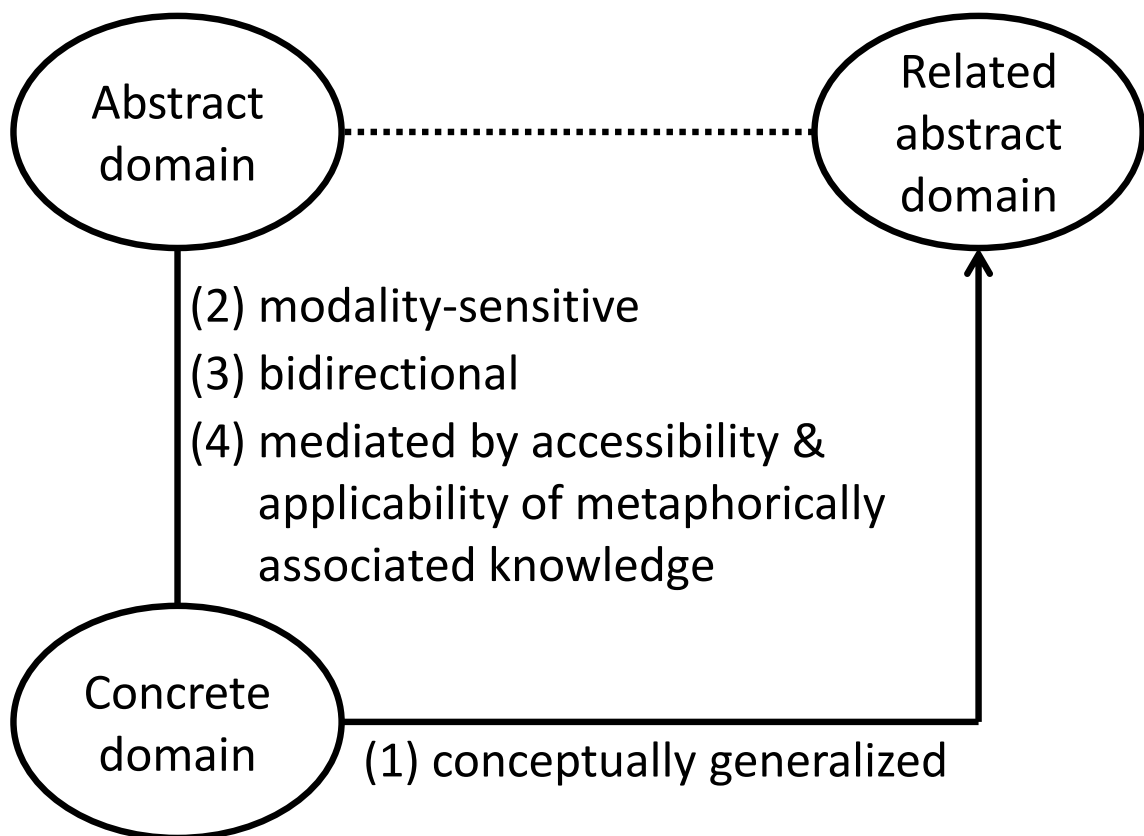 Abstract
domain
Related
abstract
domain
(2) modality-sensitive
(3) bidirectional
(4) mediated by accessibility &
applicability of metaphorically
associated knowledge
Concrete
domain
(1) conceptually generalized